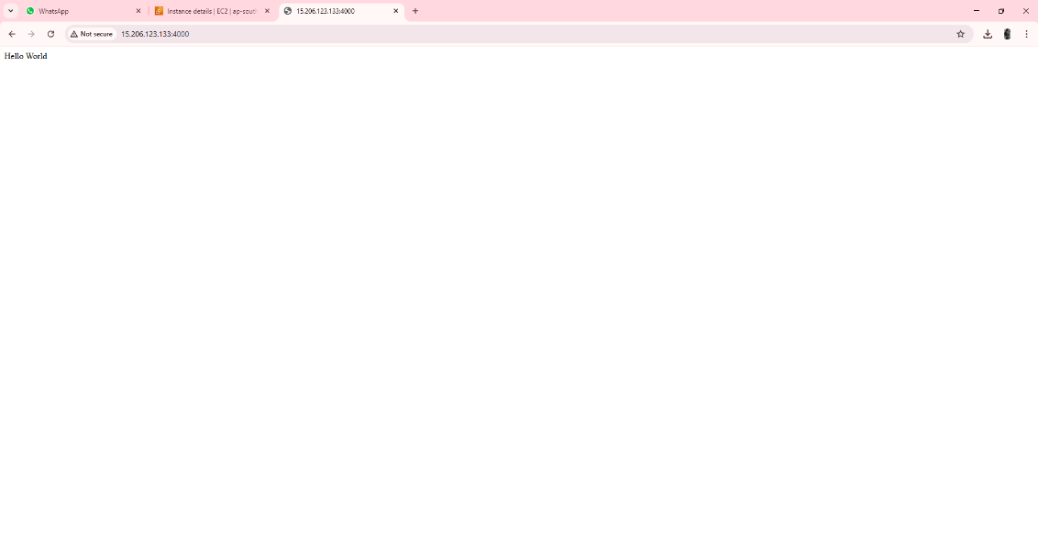 WhatsApp
Instance details | EC2 | ap-sout
15.206.123.133:4000
Not secure
15.206.123.133:4000
Hello World